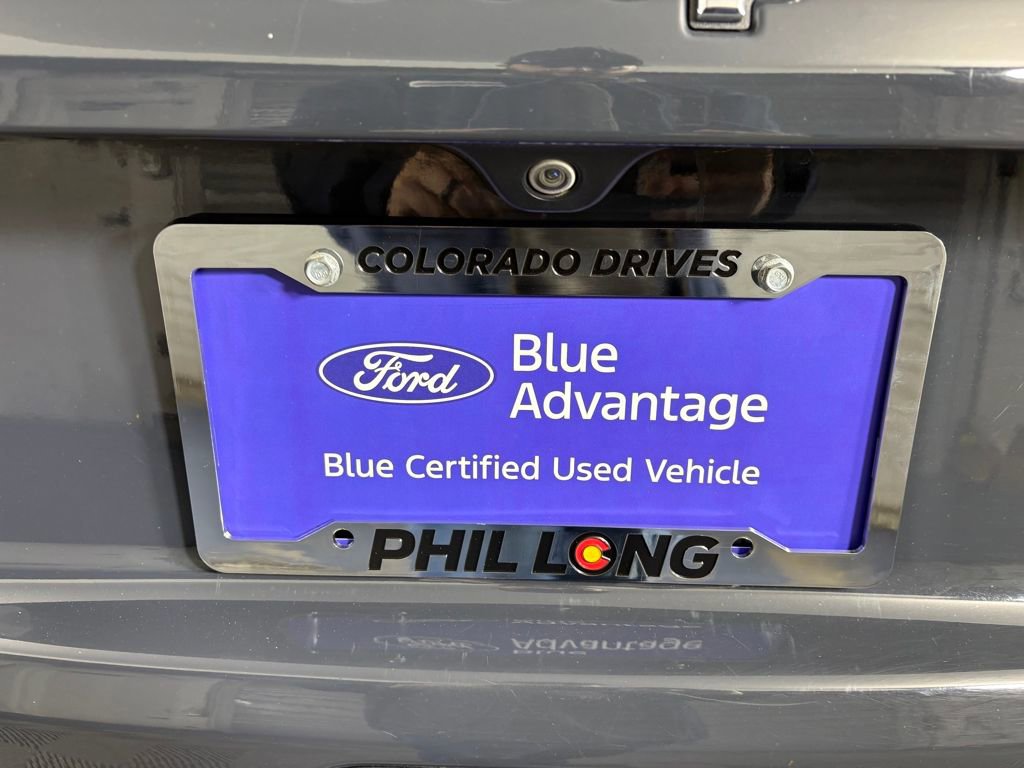 COLORADO DRIVES
Ford
Blue
Advantage
Blue Certified Used Vehicle
PHIL LONG